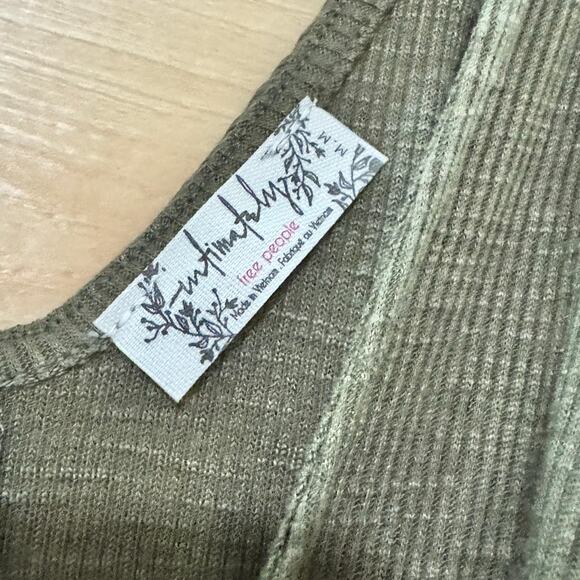 M. M.
intimately
free people
Made in Vietnam . Fabriqué au Vietnam